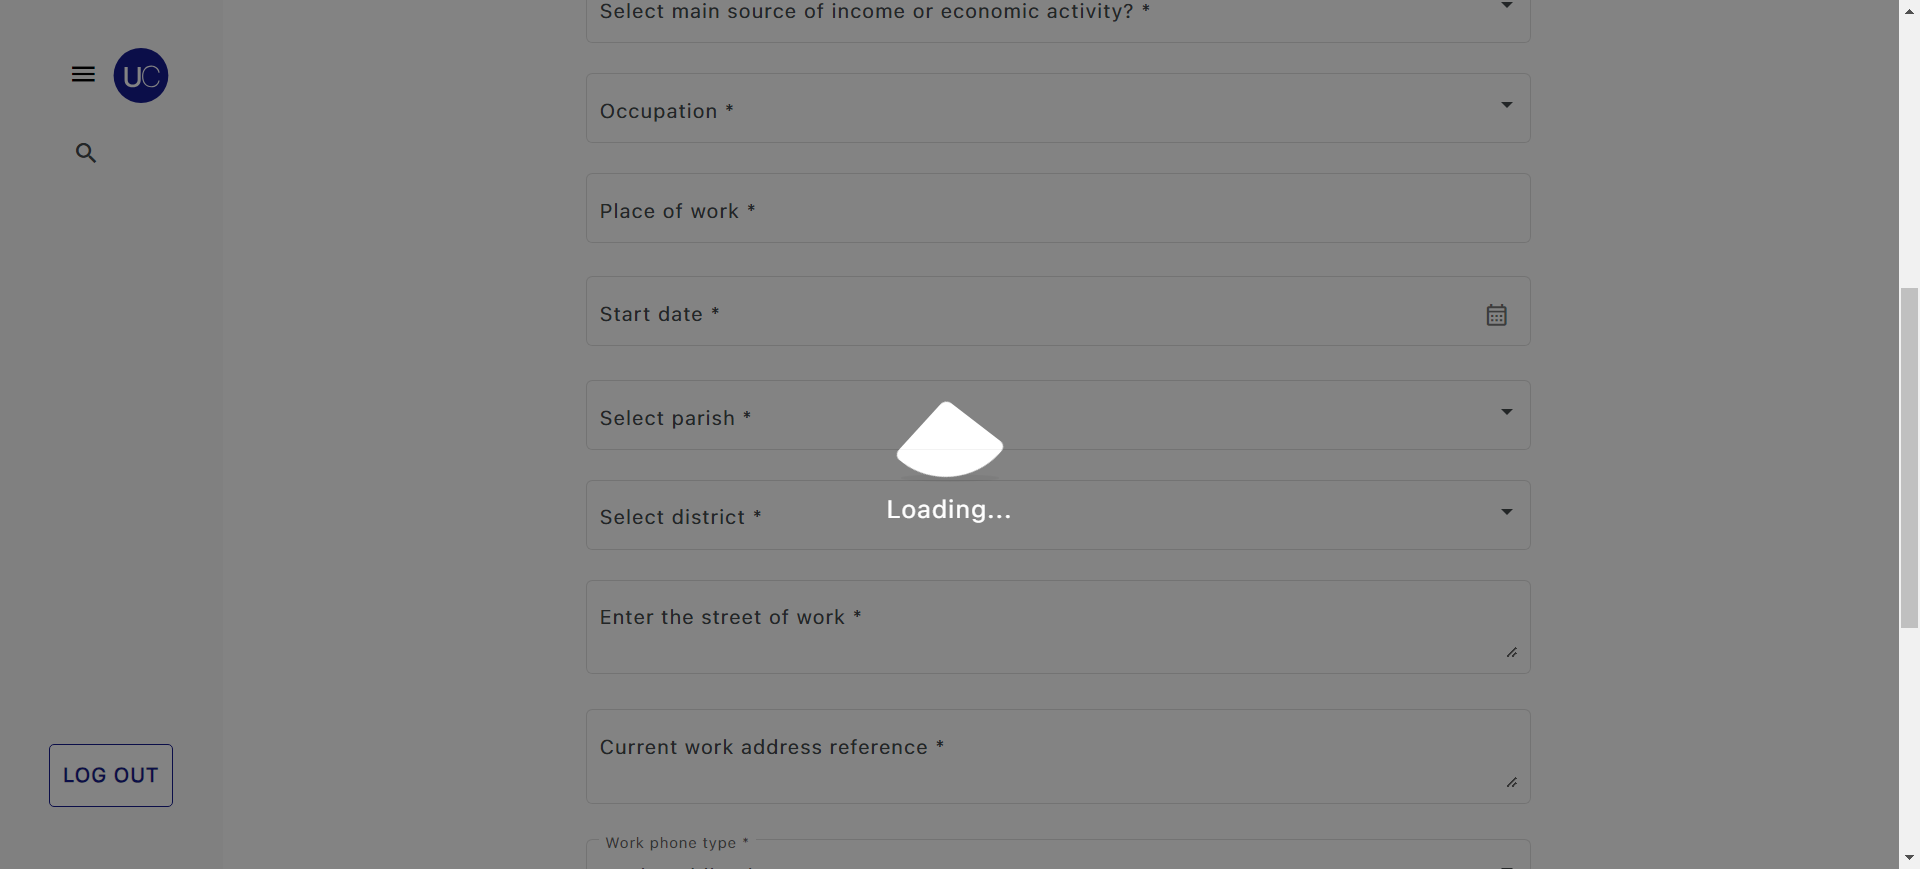 Select main source of income or economic activity? *
UC
Occupation *
Place of work *
Start date *
Select parish *
Loading...
Select district *
Enter the street of work *
Current work address reference *
LOG OUT
Work phone type *